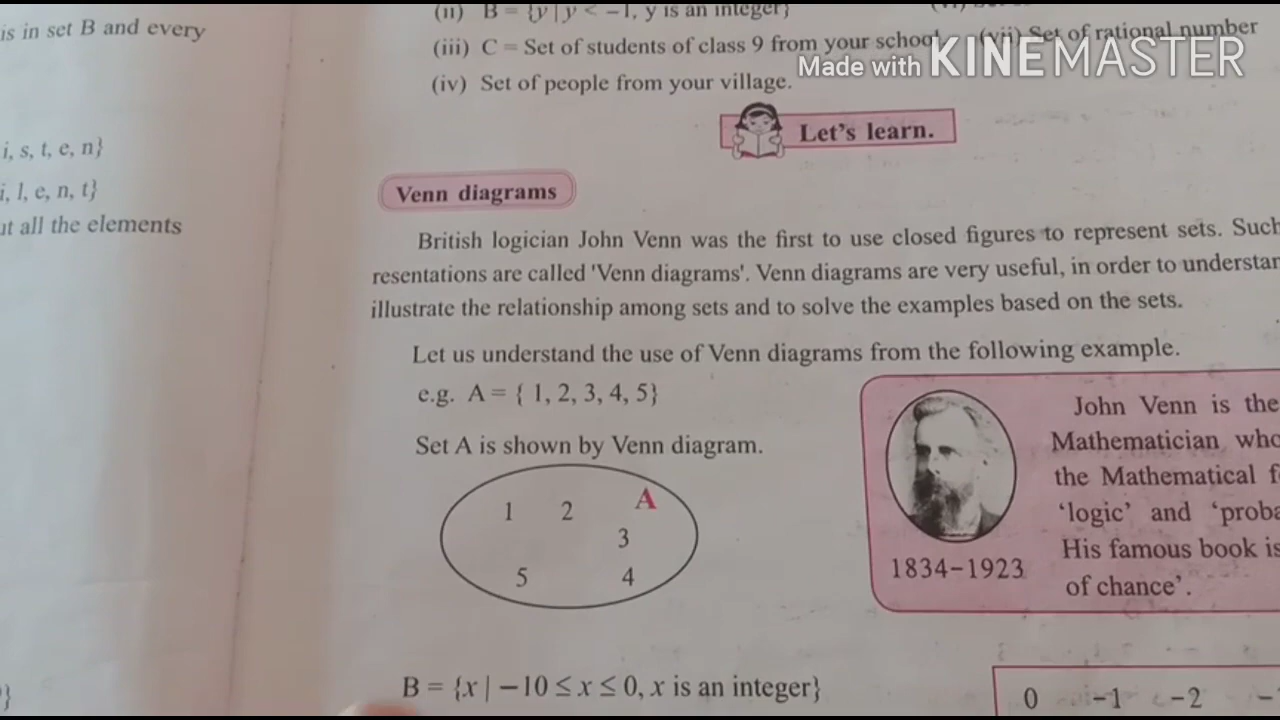 is in set B and every
i, s, t, e, n}
i, l, e, n, t}
all the elements
(ii) B = {y | y < −1, y is an integer}
(iii) C = Set of students of class 9 from your school (vii) Set of rational number
(iv) Set of people from your village.
Made with KINEMASTER
Let's learn.
Venn diagrams
British logician John Venn was the first to use closed figures to represent sets. Such
resentations are called 'Venn diagrams'. Venn diagrams are very useful, in order to understan
illustrate the relationship among sets and to solve the examples based on the sets.
Let us understand the use of Venn diagrams from the following example.
e.g. A = { 1, 2, 3, 4, 5}
Set A is shown by Venn diagram.
1 2 A
3
5 4
John Venn is the
Mathematician who
the Mathematical f
'logic' and 'proba
His famous book is
of chance'.
1834-1923
B = {x | −10 ≤ x ≤ 0, x is an integer}
0 −1 −2